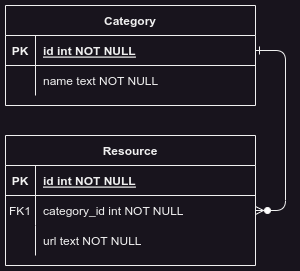 Category
PK id int NOT NULL
name text NOT NULL
Resource
PK id int NOT NULL
FK1 category_id int NOT NULL
url text NOT NULL